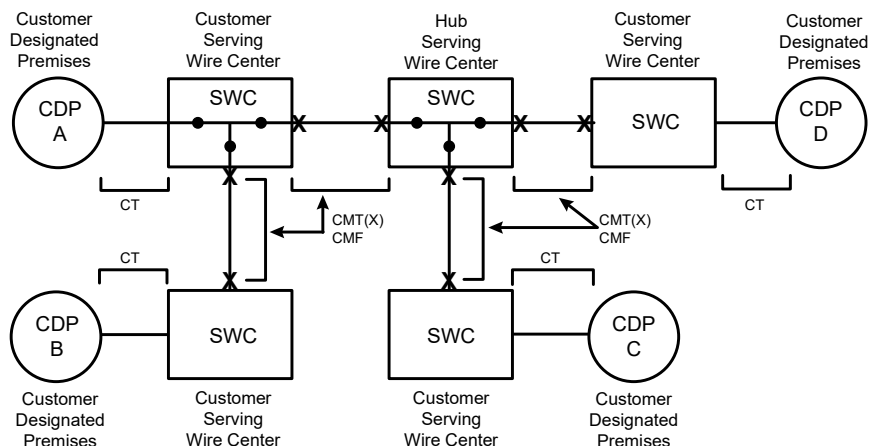 Customer
Designated
Premises
Customer
Serving
Wire Center
Hub
Serving
Wire Center
Customer
Serving
Wire Center
Customer
Designated
Premises
CDP
A
SWC
SWC
SWC
CDP
D
X
X
X
X
CT
X
X
CT
CMT(X)
CMF
CMT(X)
CMF
CT
CT
X
X
CDP
B
SWC
SWC
CDP
C
Customer
Designated
Premises
Customer
Serving
Wire Center
Customer
Serving
Wire Center
Customer
Designated
Premises